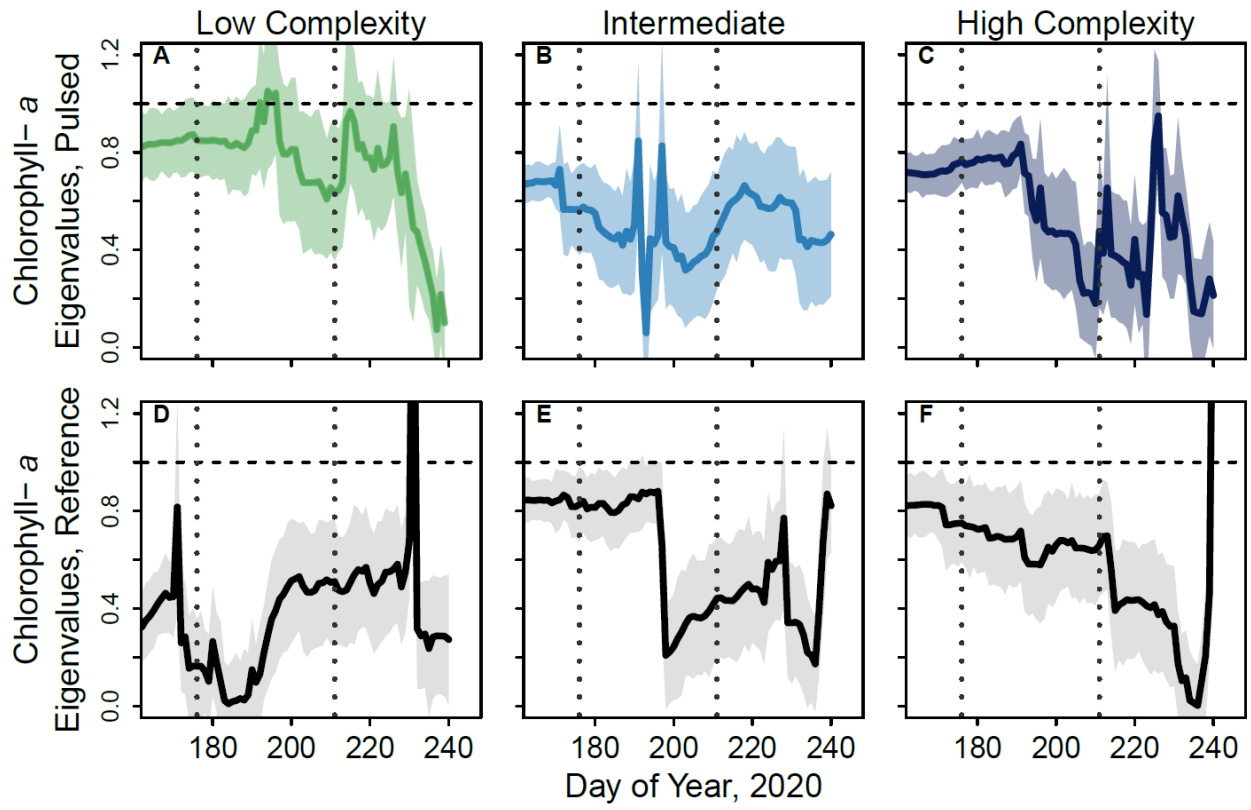 Low Complexity
Intermediate
High Complexity
Chlorophyll− a
Eigenvalues, Pulsed
0.0 0.4 0.8 1.2
A
B
C
Chlorophyll− a
Eigenvalues, Reference
0.0 0.4 0.8 1.2
D
E
F
180 200 220 240
180 200 220 240
180 200 220 240
Day of Year, 2020